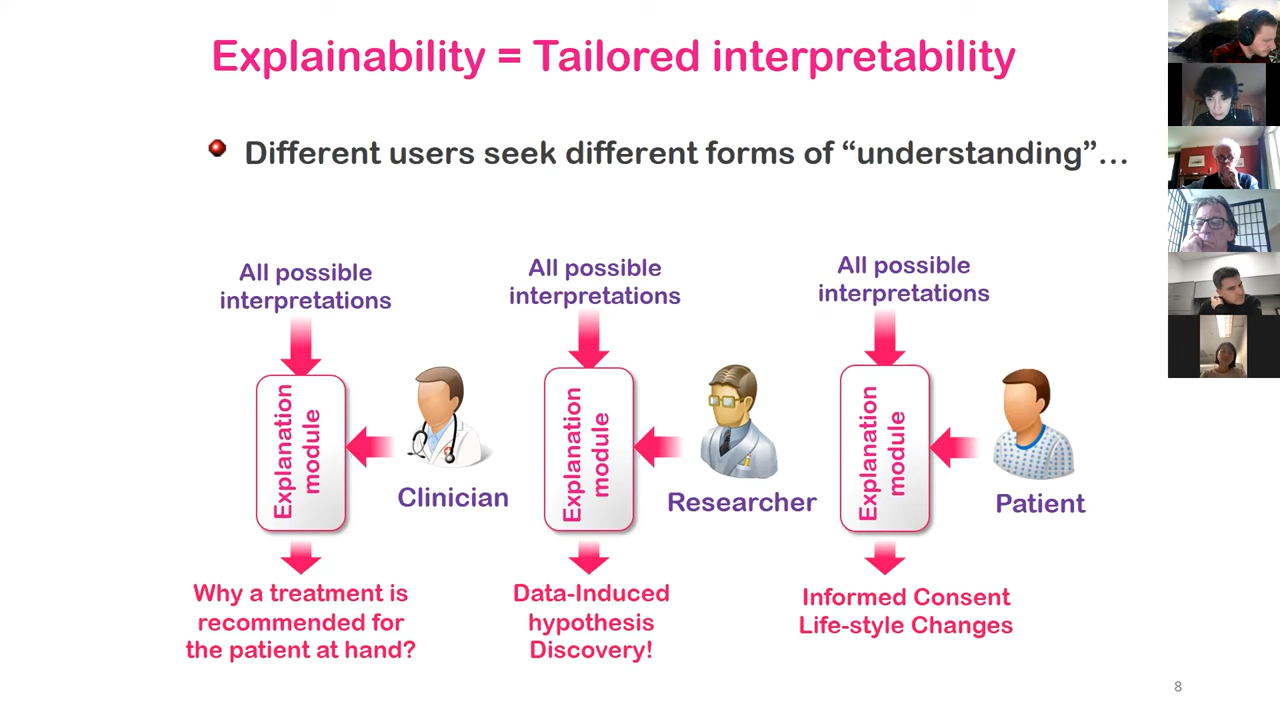 Explainability = Tailored interpretability
Different users seek different forms of “understanding”…
All possible
interpretations
All possible
interpretations
All possible
interpretations
Explanation
module
Clinician
Explanation
module
Researcher
Explanation
module
Patient
Why a treatment is
recommended for
the patient at hand?
Data-Induced
hypothesis
Discovery!
Informed Consent
Life-style Changes
8